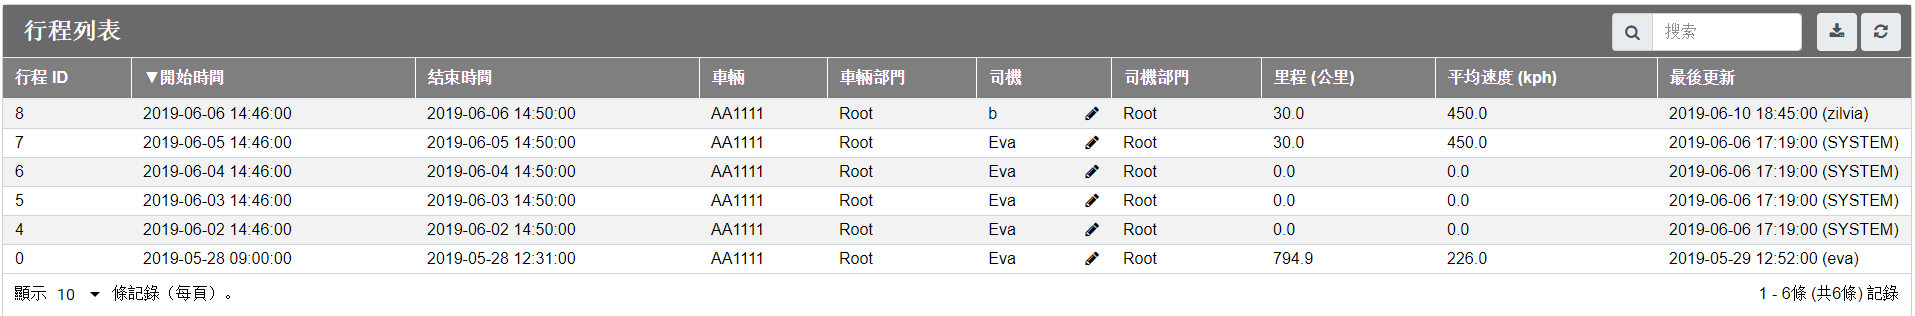 行程列表
搜索
行程 ID ▼開始時間 結束時間 車輛 車輛部門 司機 司機部門 里程 (公里) 平均速度 (kph) 最後更新
8 2019-06-06 14:46:00 2019-06-06 14:50:00 AA1111 Root b Root 30.0 450.0 2019-06-10 18:45:00 (zilvia)
7 2019-06-05 14:46:00 2019-06-05 14:50:00 AA1111 Root Eva Root 30.0 450.0 2019-06-06 17:19:00 (SYSTEM)
6 2019-06-04 14:46:00 2019-06-04 14:50:00 AA1111 Root Eva Root 0.0 0.0 2019-06-06 17:19:00 (SYSTEM)
5 2019-06-03 14:46:00 2019-06-03 14:50:00 AA1111 Root Eva Root 0.0 0.0 2019-06-06 17:19:00 (SYSTEM)
4 2019-06-02 14:46:00 2019-06-02 14:50:00 AA1111 Root Eva Root 0.0 0.0 2019-06-06 17:19:00 (SYSTEM)
0 2019-05-28 09:00:00 2019-05-28 12:31:00 AA1111 Root Eva Root 794.9 226.0 2019-05-29 12:52:00 (eva)
顯示 10 條記錄（每頁）。 1 - 6條 (共6條) 記錄